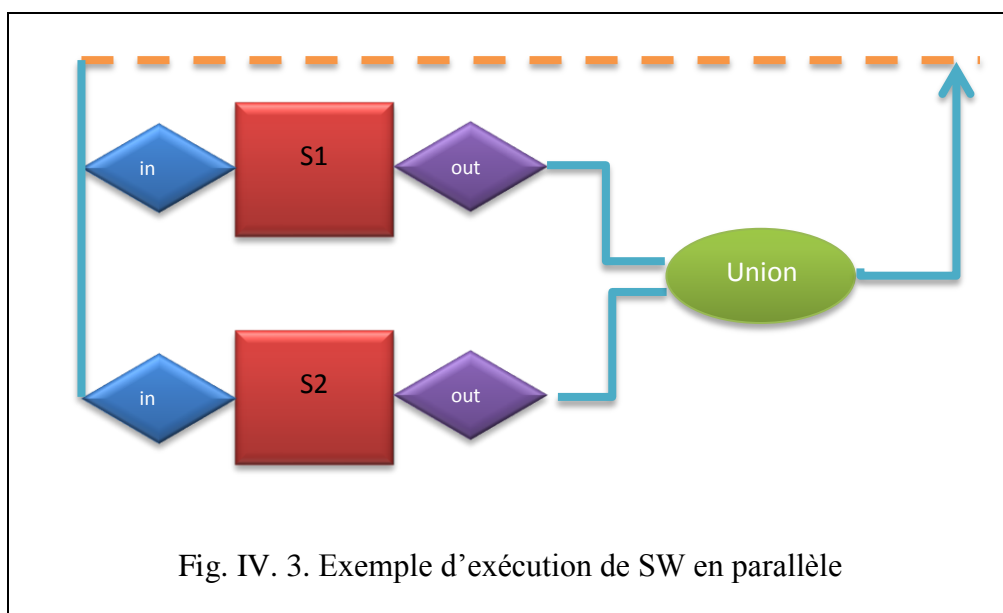 in
S1
out
Union
in
S2
out
Fig. IV. 3. Exemple d’exécution de SW en parallèle